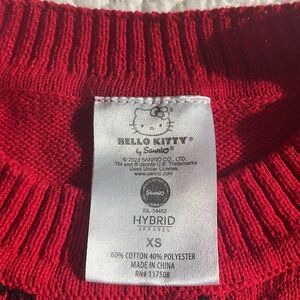 HELLO KITTY®
by Sanrio®
© 2023 SANRIO CO., LTD.
TM and ® denote U.S. Trademarks
Used Under License.
www.sanrio.com
Sanrio
HYBRID
APPAREL
XS
60% COTTON 40% POLYESTER
MADE IN CHINA
RN# 117508